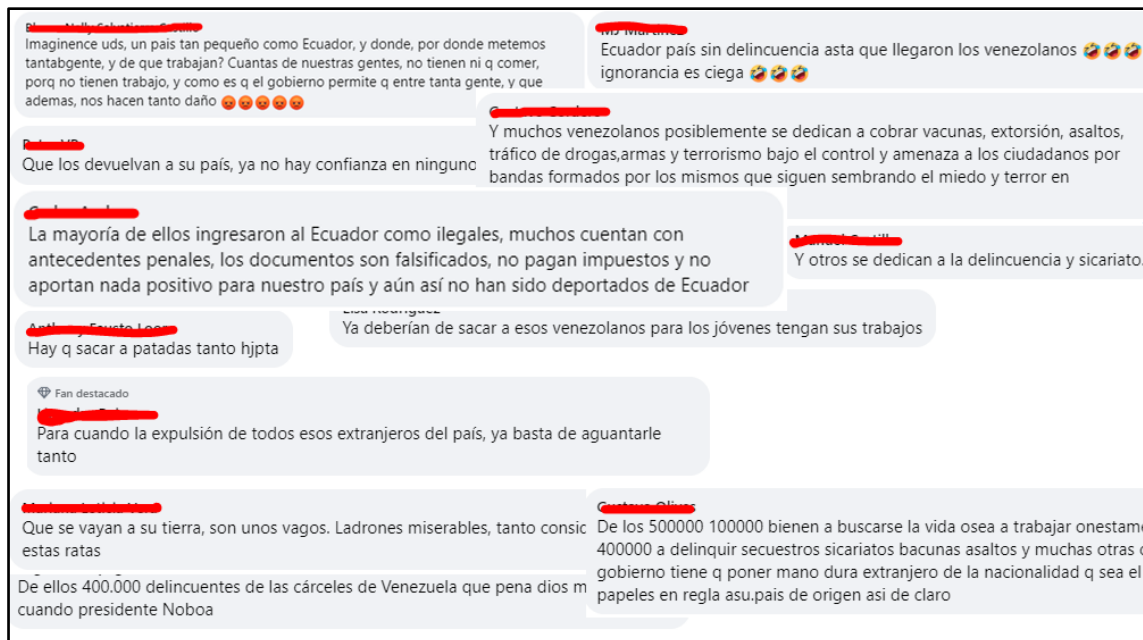 Imaginence uds, un pais tan pequeño como Ecuador, y donde, por donde metemos
tantabgente, y de que trabajan? Cuantas de nuestras gentes, no tienen ni q comer,
porq no tienen trabajo, y como es q el gobierno permite q entre tanta gente, y que
ademas, nos hacen tanto daño 😡😡😡😡😡
Ecuador país sin delincuencia asta que llegaron los venezolanos 🤣🤣🤣
ignorancia es ciega 🤣🤣🤣
Que los devuelvan a su país, ya no hay confianza en ninguno
Y muchos venezolanos posiblemente se dedican a cobrar vacunas, extorsión, asaltos,
tráfico de drogas,armas y terrorismo bajo el control y amenaza a los ciudadanos por
bandas formados por los mismos que siguen sembrando el miedo y terror en
La mayoría de ellos ingresaron al Ecuador como ilegales, muchos cuentan con
antecedentes penales, los documentos son falsificados, no pagan impuestos y no
aportan nada positivo para nuestro país y aún así no han sido deportados de Ecuador
Y otros se dedican a la delincuencia y sicariato.
Hay q sacar a patadas tanto hjpta
Ya deberían de sacar a esos venezolanos para los jóvenes tengan sus trabajos
Fan destacado
Para cuando la expulsión de todos esos extranjeros del país, ya basta de aguantarle
tanto
Que se vayan a su tierra, son unos vagos. Ladrones miserables, tanto consic
estas ratas
De los 500000 100000 bienen a buscarse la vida osea a trabajar onestame
400000 a delinquir secuestros sicariatos bacunas asaltos y muchas otras c
gobierno tiene q poner mano dura extranjero de la nacionalidad q sea el
papeles en regla asu.pais de origen asi de claro
De ellos 400.000 delincuentes de las cárceles de Venezuela que pena dios m
cuando presidente Noboa